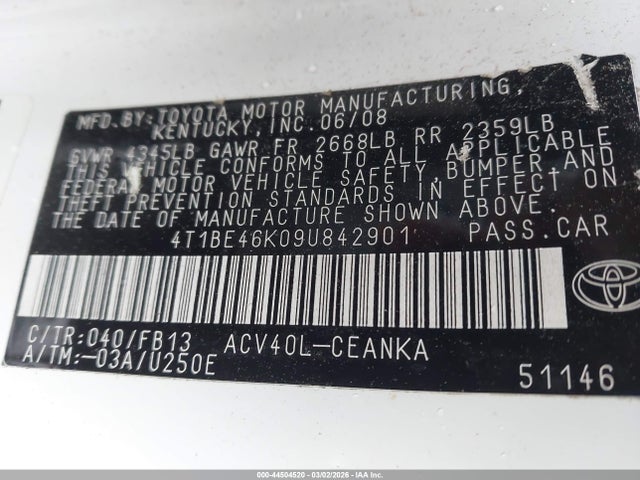 MFD.BY:TOYOTA MOTOR MANUFACTURING,
KENTUCKY,INC.06/08
GVWR 4345LB GAWR FR 2668LB RR 2359LB
THIS VEHICLE CONFORMS TO ALL APPLICABLE
FEDERAL MOTOR VEHICLE SAFETY,BUMPER,AND
THEFT PREVENTION STANDARDS IN EFFECT ON
THE DATE OF MANUFACTURE SHOWN ABOVE.
4T1BE46K09U842901 PASS.CAR
C/TR:040/FB13 ACV40L-CEANKA
A/TM:-03A/U250E
51146
000-44504520 - 03/02/2026 - IAAI Inc.